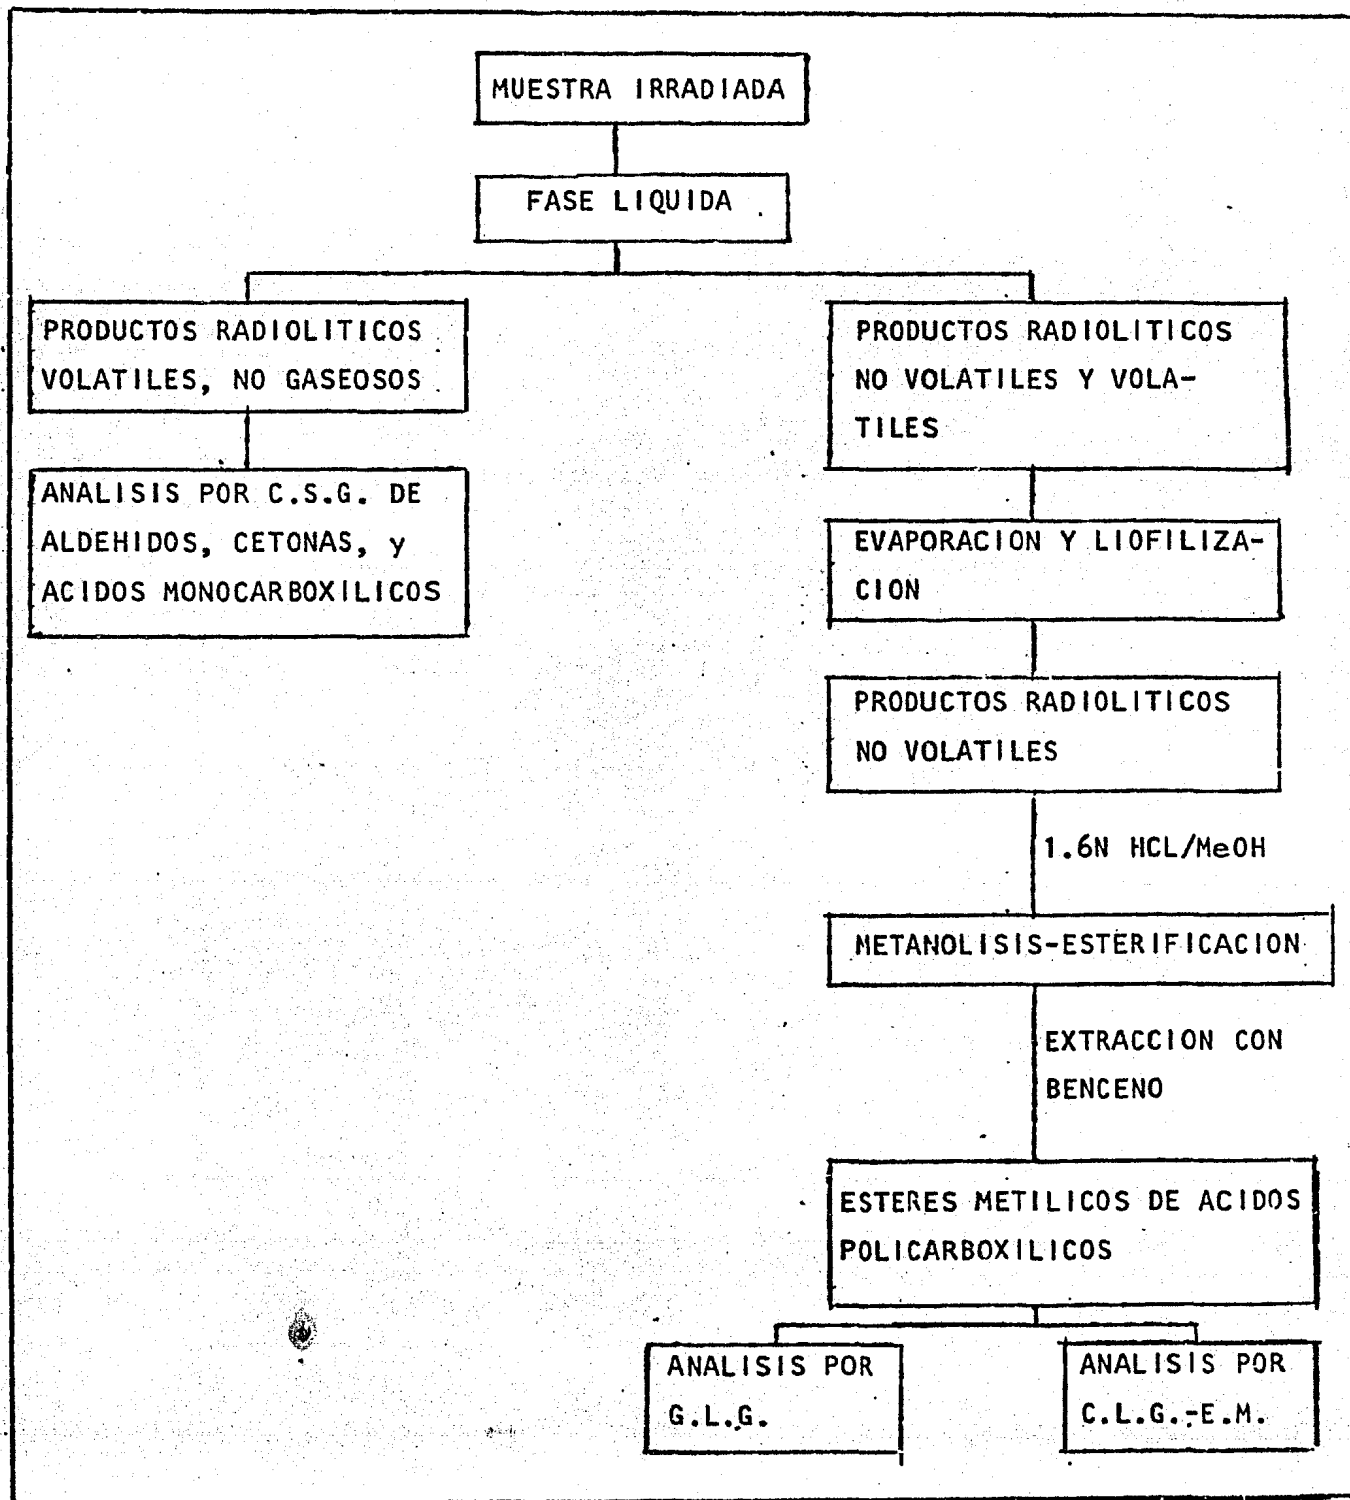 MUESTRA IRRADIADA
FASE LIQUIDA
PRODUCTOS RADIOLITICOS
VOLATILES, NO GASEOSOS
ANALISIS POR C.S.G. DE
ALDEHIDOS, CETONAS, y
ACIDOS MONOCARBOXILICOS
PRODUCTOS RADIOLITICOS
NO VOLATILES Y VOLA-
TILES
EVAPORACION Y LIOFILIZA-
CION
PRODUCTOS RADIOLITICOS
NO VOLATILES
1.6N HCL/MeOH
METANOLISIS-ESTERIFICACION
EXTRACCION CON
BENCENO
ESTERES METILICOS DE ACIDOS
POLICARBOXILICOS
ANALISIS POR
G.L.G.
ANALISIS POR
C.L.G.-E.M.